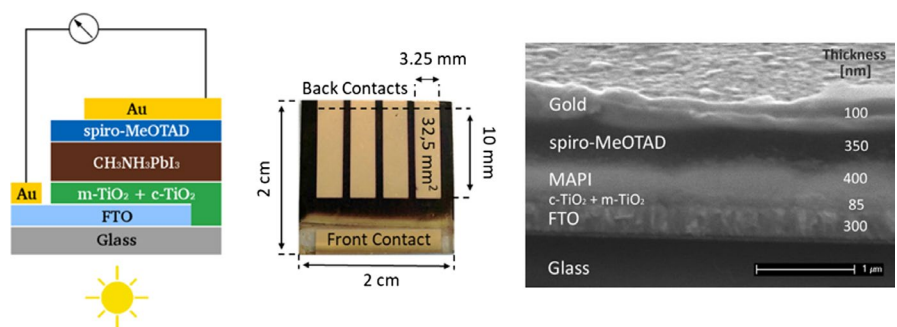 Au
spiro-MeOTAD
CH₃NH₃PbI₃
Au
m-TiO₂ + c-TiO₂
FTO
Glass
3.25 mm
Back Contacts
32,5 mm²
10 mm
2 cm
Front Contact
2 cm
Thickness
[nm]
Gold 100
spiro-MeOTAD 350
MAPI 400
c-TiO₂ + m-TiO₂ 85
FTO 300
Glass
1 µm